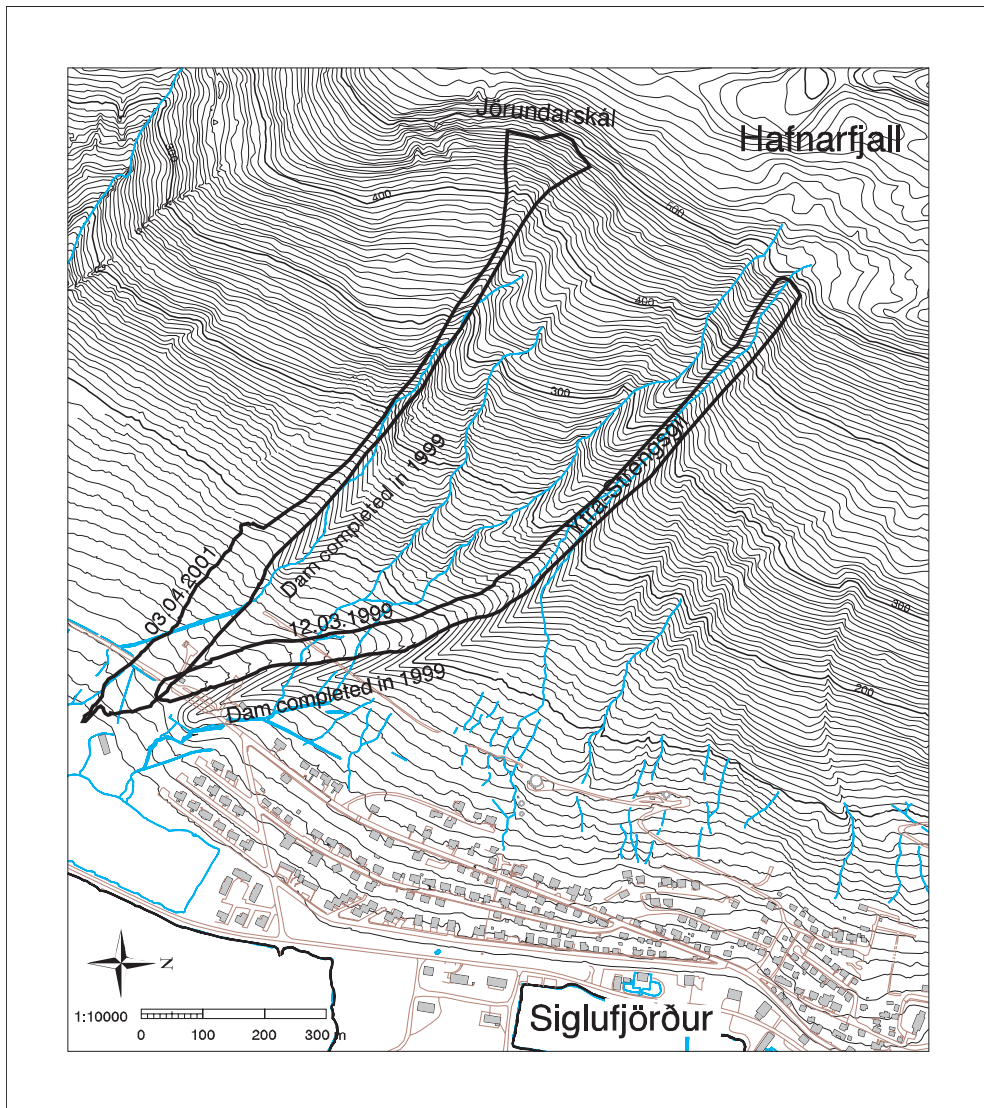 Jörundarskál
Hafnarfjall
300
400
500
400
300
Ytra-Strengsgil
Dam completed in 1999
03.04.2001
12.03.1999
300
200
Dam completed in 1999
N
1:10000
0 100 200 300 m
Siglufjörður